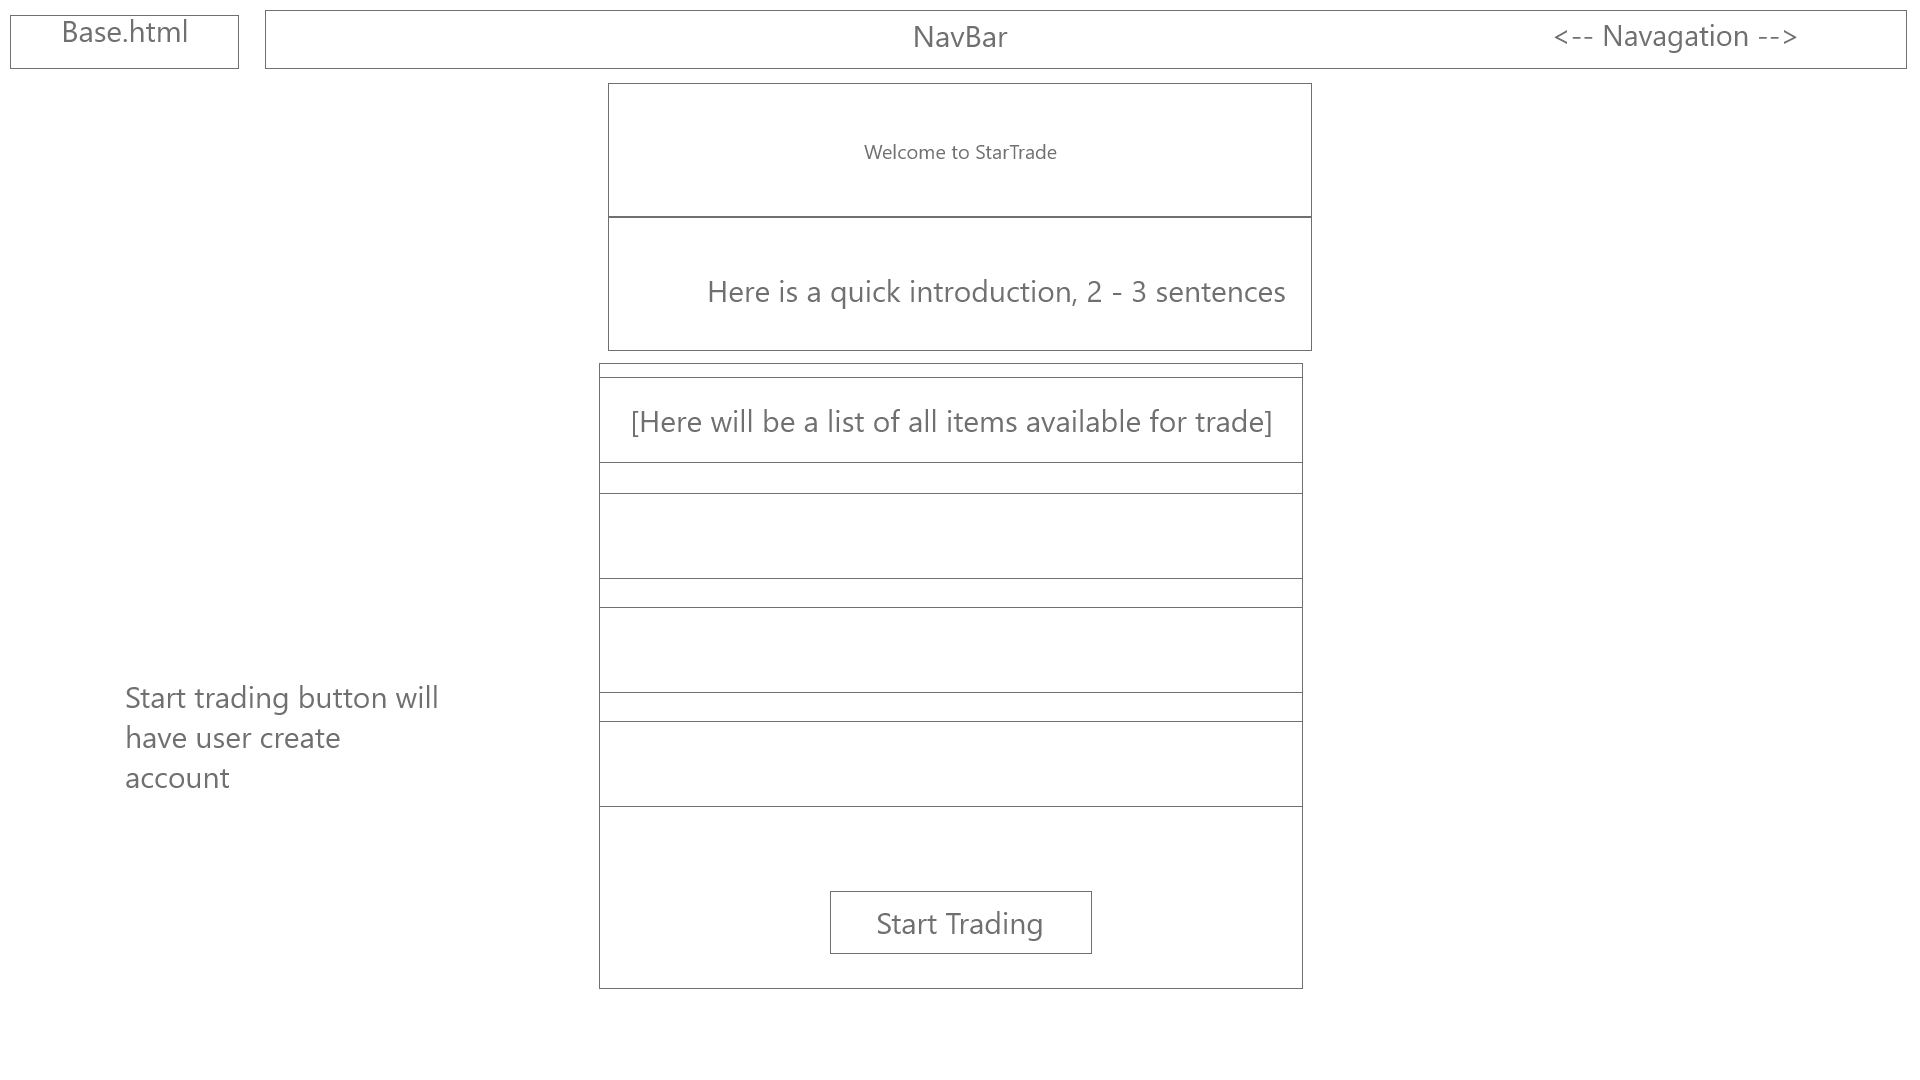 Base.html
NavBar
<-- Navagation -->
Welcome to StarTrade
Here is a quick introduction, 2 - 3 sentences
[Here will be a list of all items available for trade]
Start trading button will
have user create
account
Start Trading